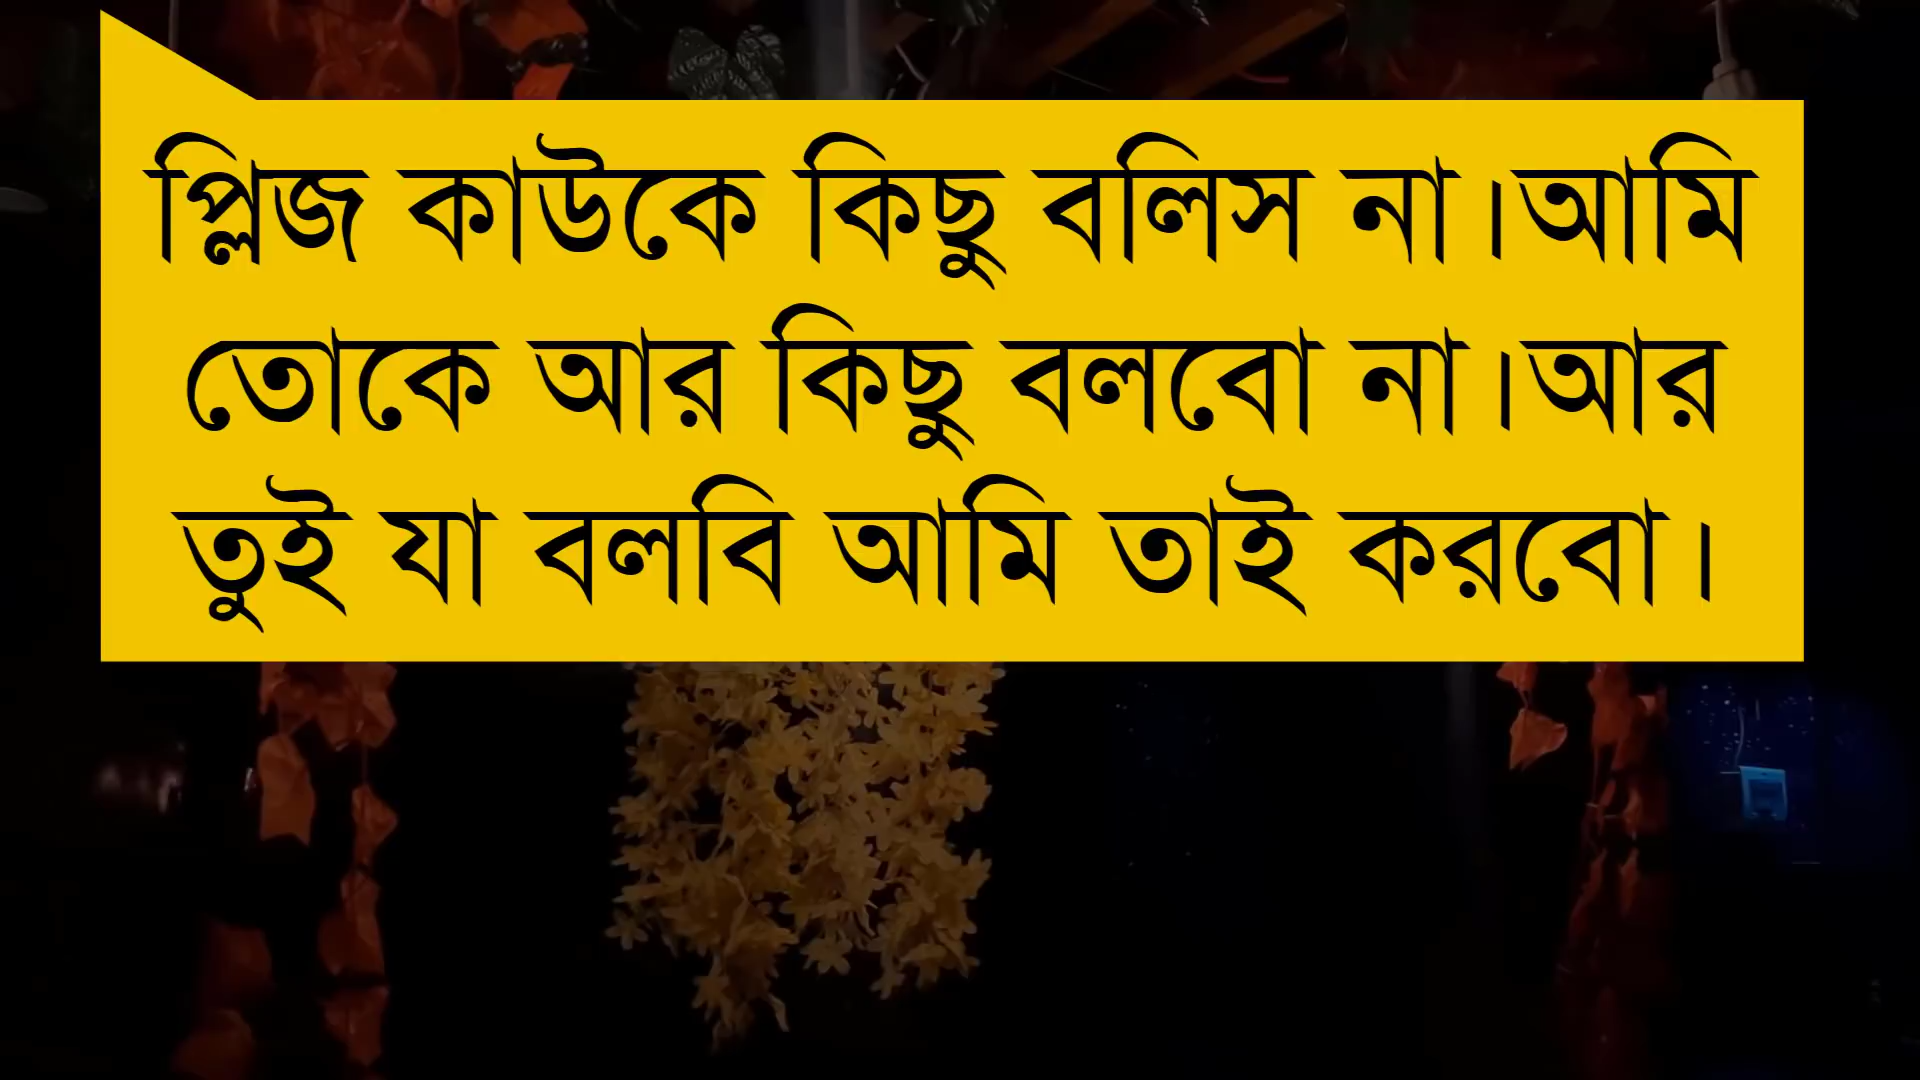 প্লিজ কাউকে কিছু বলিস না।আমি
তোকে আর কিছু বলবো না।আর
তুই যা বলবি আমি তাই করবো।